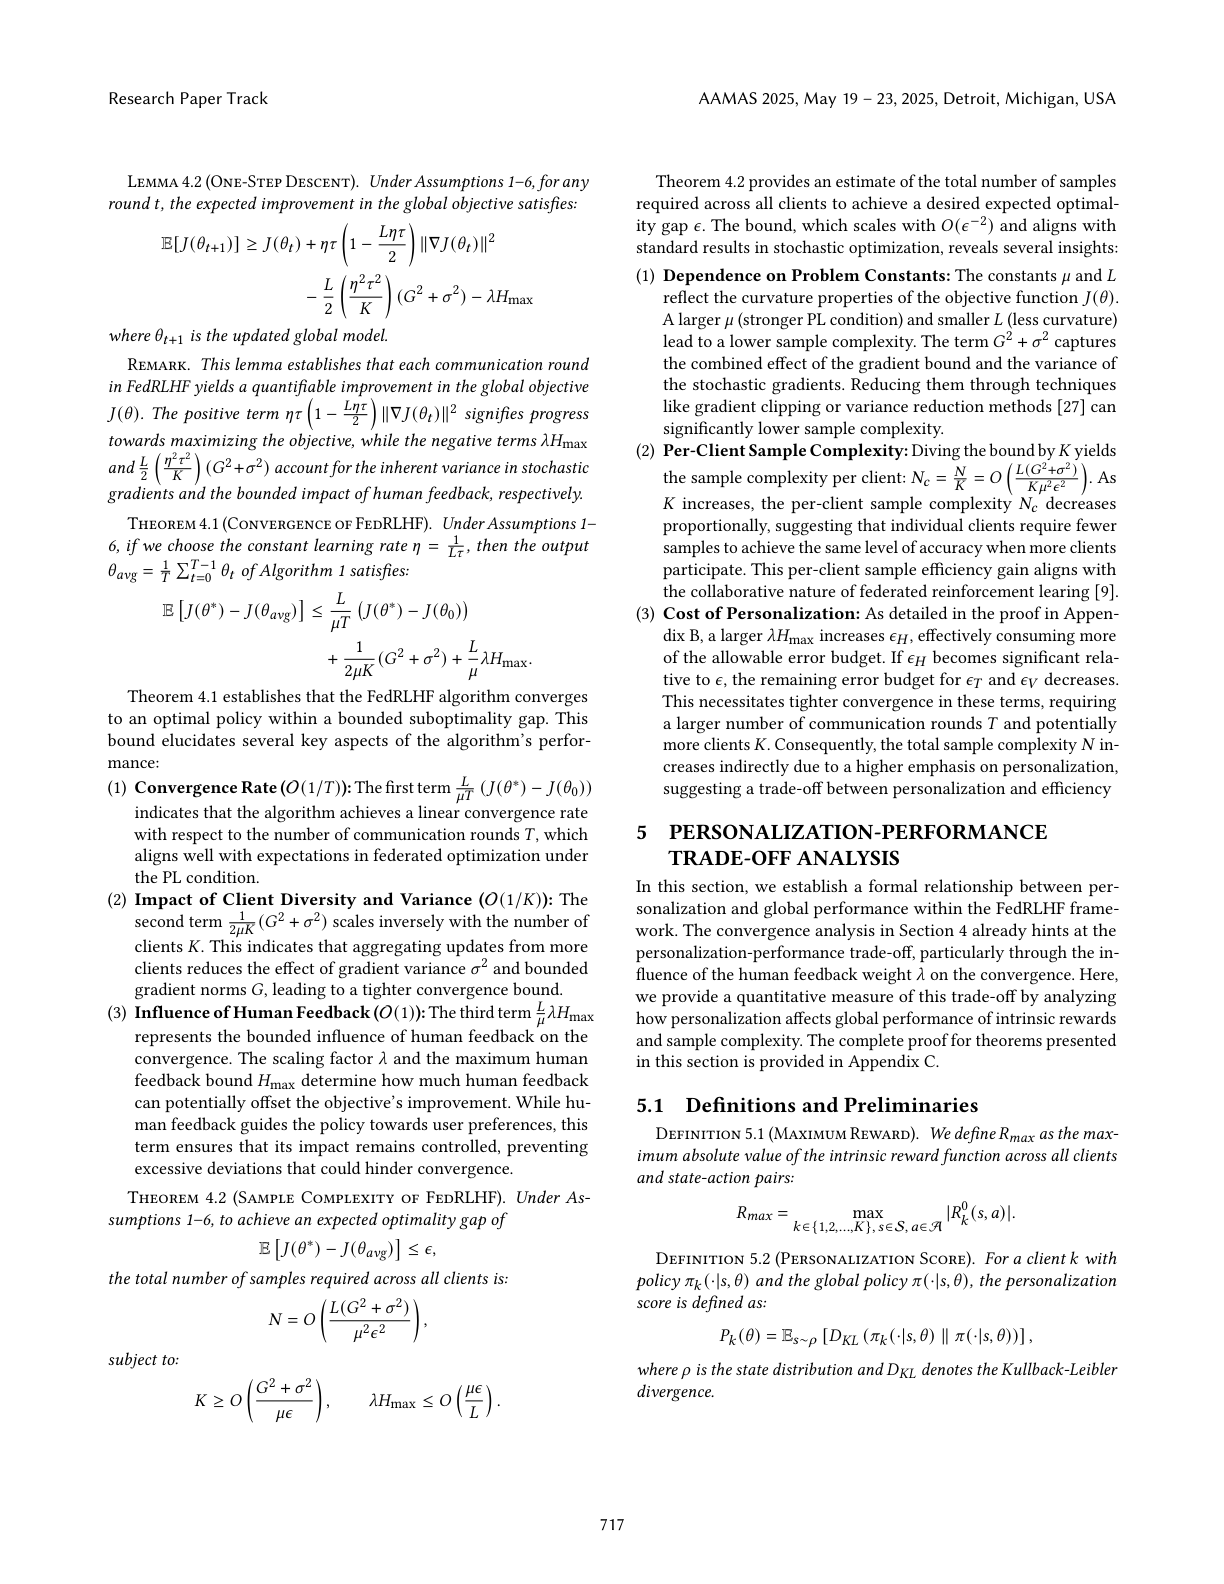 Research Paper Track
AAMAS 2025, May 19 – 23, 2025, Detroit, Michigan, USA
Lemma 4.2 (One-Step Descent). Under Assumptions 1–6, for any
round t, the expected improvement in the global objective satisfies:
𝔼[J(θ_{t+1})] ≥ J(θ_t) + ητ (1 − Lητ/2) ‖∇J(θ_t)‖²
− L/2 (η²τ²/K) (G² + σ²) − λH_max
where θ_{t+1} is the updated global model.
Remark. This lemma establishes that each communication round
in FedRLHF yields a quantifiable improvement in the global objective
J(θ). The positive term ητ (1 − Lητ/2) ‖∇J(θ_t)‖² signifies progress
towards maximizing the objective, while the negative terms λH_max
and L/2 (η²τ²/K) (G²+σ²) account for the inherent variance in stochastic
gradients and the bounded impact of human feedback, respectively.
Theorem 4.1 (Convergence of FedRLHF). Under Assumptions 1–
6, if we choose the constant learning rate η = 1/(Lτ), then the output
θ_avg = 1/T Σ_{t=0}^{T−1} θ_t of Algorithm 1 satisfies:
𝔼 [J(θ*) − J(θ_avg)] ≤ L/(μT) (J(θ*) − J(θ_0))
+ 1/(2μK) (G² + σ²) + L/μ λH_max.
Theorem 4.1 establishes that the FedRLHF algorithm converges
to an optimal policy within a bounded suboptimality gap. This
bound elucidates several key aspects of the algorithm's perfor-
mance:
(1) Convergence Rate (O(1/T)): The first term L/(μT) (J(θ*) − J(θ_0))
indicates that the algorithm achieves a linear convergence rate
with respect to the number of communication rounds T, which
aligns well with expectations in federated optimization under
the PL condition.
(2) Impact of Client Diversity and Variance (O(1/K)): The
second term 1/(2μK) (G² + σ²) scales inversely with the number of
clients K. This indicates that aggregating updates from more
clients reduces the effect of gradient variance σ² and bounded
gradient norms G, leading to a tighter convergence bound.
(3) Influence of Human Feedback (O(1)): The third term L/μ λH_max
represents the bounded influence of human feedback on the
convergence. The scaling factor λ and the maximum human
feedback bound H_max determine how much human feedback
can potentially offset the objective's improvement. While hu-
man feedback guides the policy towards user preferences, this
term ensures that its impact remains controlled, preventing
excessive deviations that could hinder convergence.
Theorem 4.2 (Sample Complexity of FedRLHF). Under As-
sumptions 1–6, to achieve an expected optimality gap of
𝔼 [J(θ*) − J(θ_avg)] ≤ ϵ,
the total number of samples required across all clients is:
N = O (L(G² + σ²)/(μ²ϵ²)),
subject to:
K ≥ O ((G² + σ²)/(μϵ)), λH_max ≤ O (μϵ/L).
Theorem 4.2 provides an estimate of the total number of samples
required across all clients to achieve a desired expected optimal-
ity gap ϵ. The bound, which scales with O(ϵ⁻²) and aligns with
standard results in stochastic optimization, reveals several insights:
(1) Dependence on Problem Constants: The constants μ and L
reflect the curvature properties of the objective function J(θ).
A larger μ (stronger PL condition) and smaller L (less curvature)
lead to a lower sample complexity. The term G² + σ² captures
the combined effect of the gradient bound and the variance of
the stochastic gradients. Reducing them through techniques
like gradient clipping or variance reduction methods [27] can
significantly lower sample complexity.
(2) Per-Client Sample Complexity: Diving the bound by K yields
the sample complexity per client: N_c = N/K = O (L(G²+σ²)/(Kμ²ϵ²)). As
K increases, the per-client sample complexity N_c decreases
proportionally, suggesting that individual clients require fewer
samples to achieve the same level of accuracy when more clients
participate. This per-client sample efficiency gain aligns with
the collaborative nature of federated reinforcement learing [9].
(3) Cost of Personalization: As detailed in the proof in Appen-
dix B, a larger λH_max increases ϵ_H, effectively consuming more
of the allowable error budget. If ϵ_H becomes significant rela-
tive to ϵ, the remaining error budget for ϵ_T and ϵ_V decreases.
This necessitates tighter convergence in these terms, requiring
a larger number of communication rounds T and potentially
more clients K. Consequently, the total sample complexity N in-
creases indirectly due to a higher emphasis on personalization,
suggesting a trade-off between personalization and efficiency
5 PERSONALIZATION-PERFORMANCE
TRADE-OFF ANALYSIS
In this section, we establish a formal relationship between per-
sonalization and global performance within the FedRLHF frame-
work. The convergence analysis in Section 4 already hints at the
personalization-performance trade-off, particularly through the in-
fluence of the human feedback weight λ on the convergence. Here,
we provide a quantitative measure of this trade-off by analyzing
how personalization affects global performance of intrinsic rewards
and sample complexity. The complete proof for theorems presented
in this section is provided in Appendix C.
5.1 Definitions and Preliminaries
Definition 5.1 (Maximum Reward). We define R_max as the max-
imum absolute value of the intrinsic reward function across all clients
and state-action pairs:
R_max = max_{k∈{1,2,...,K}, s∈𝒮, a∈𝒜} |R_k^0(s, a)|.
Definition 5.2 (Personalization Score). For a client k with
policy π_k(·|s, θ) and the global policy π(·|s, θ), the personalization
score is defined as:
P_k(θ) = 𝔼_{s∼ρ} [D_KL (π_k(·|s, θ) ∥ π(·|s, θ))] ,
where ρ is the state distribution and D_KL denotes the Kullback-Leibler
divergence.
717